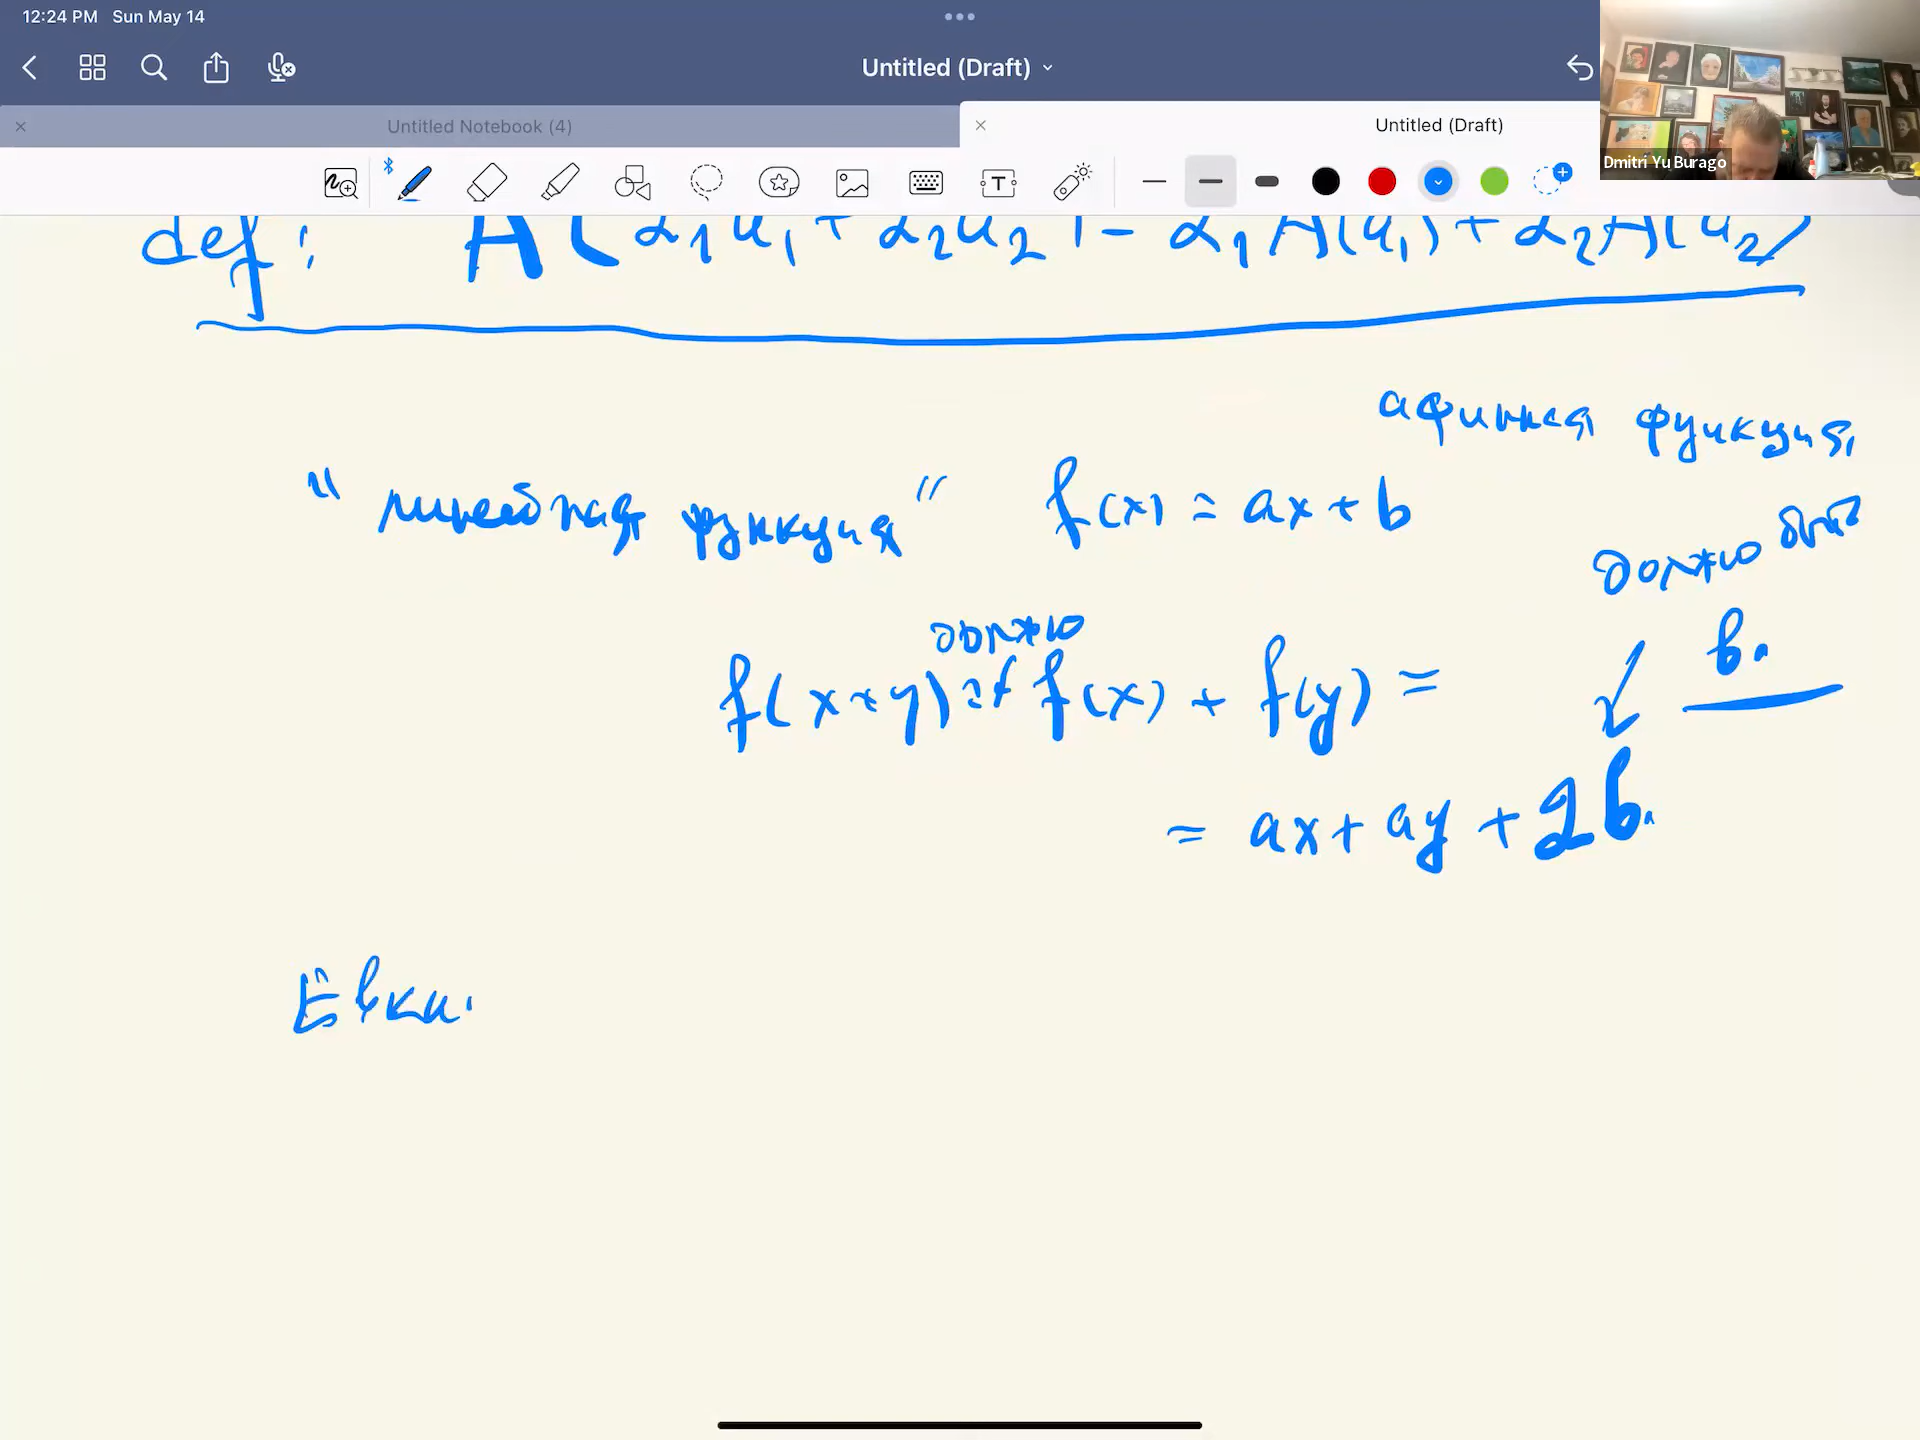 12:24 PM Sun May 14
Untitled (Draft)
Untitled Notebook (4)
Untitled (Draft)
Dmitri Yu Burago
def: A(α₁u₁+α₂u₂) = α₁A(u₁)+α₂A(u₂)
афинная функция
"линейная функция" f(x) = ax + b
должно быть
b.
должно
f(x+y) = f(x) + f(y) =
= ax + ay + 2b.
Евкл